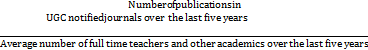 Numberofpublicationsin
UGC notifiedjournals over the last five years
Average number of full time teachers and other academics over the last five years